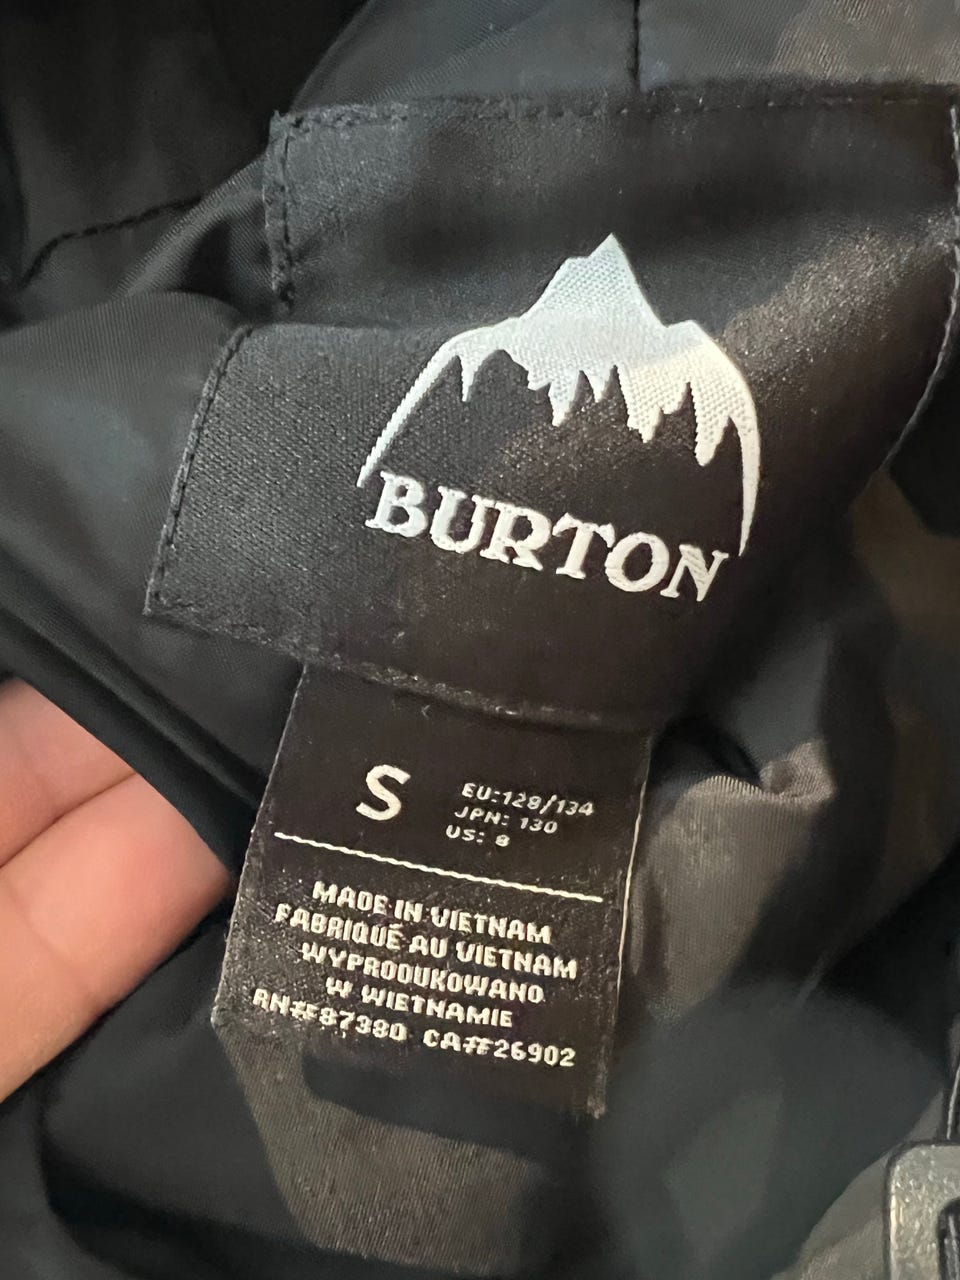 BURTON
S
EU:128/134
JPN: 130
US: 8
MADE IN VIETNAM
FABRIQUÉ AU VIETNAM
WYPRODUKOWANO
W WIETNAMIE
RN#87380 CA#26902